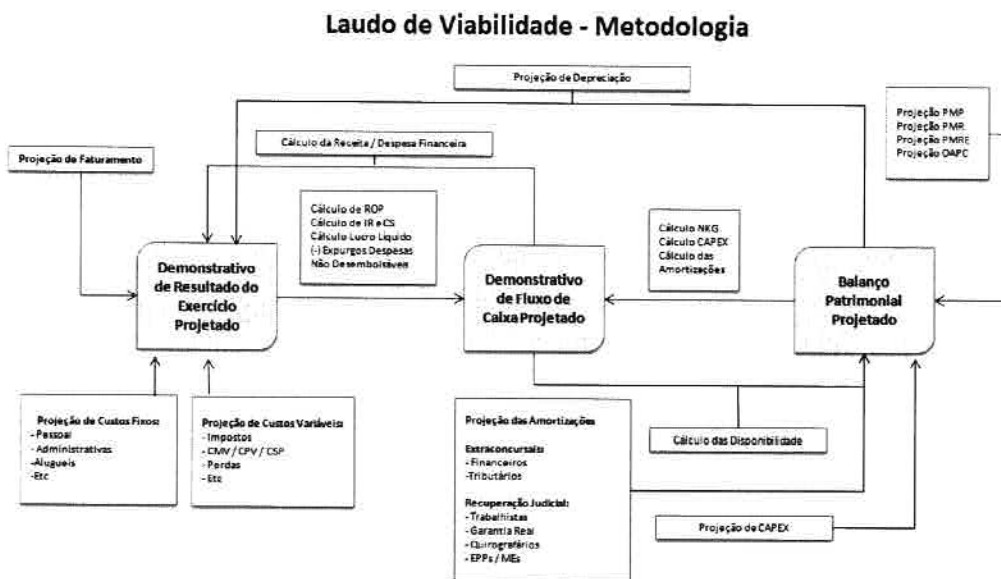 Laudo de Viabilidade - Metodologia
Projeção de Depreciação
Projeção PMP
Projeção PMR
Projeção PMRE
Projeção OAPC
Cálculo da Receita / Despesa Financeira
Projeção de Faturamento
Cálculo de ROP
Cálculo de IR e CS
Cálculo Lucro Líquido
(-) Expurgos Despesas
Não Desembolsáveis
Cálculo NKG
Cálculo CAPEX
Cálculo das
Amortizações
Demonstrativo
de Resultado do
Exercício
Projetado
Demonstrativo
de Fluxo de
Caixa Projetado
Balanço
Patrimonial
Projetado
Projeção de Custos Fixos:
- Pessoal
- Administrativas
- Alugueis
- Etc
Projeção de Custos Variáveis:
- Impostos
- CMV / CPV / CSP
- Perdas
- Etc
Projeção das Amortizações
Extraconcursais:
- Financeiros
- Tributários
Recuperação Judicial:
- Trabalhistas
- Garantia Real
- Quirografários
- EPPs / MEs
Cálculo das Disponibilidade
Projeção de CAPEX